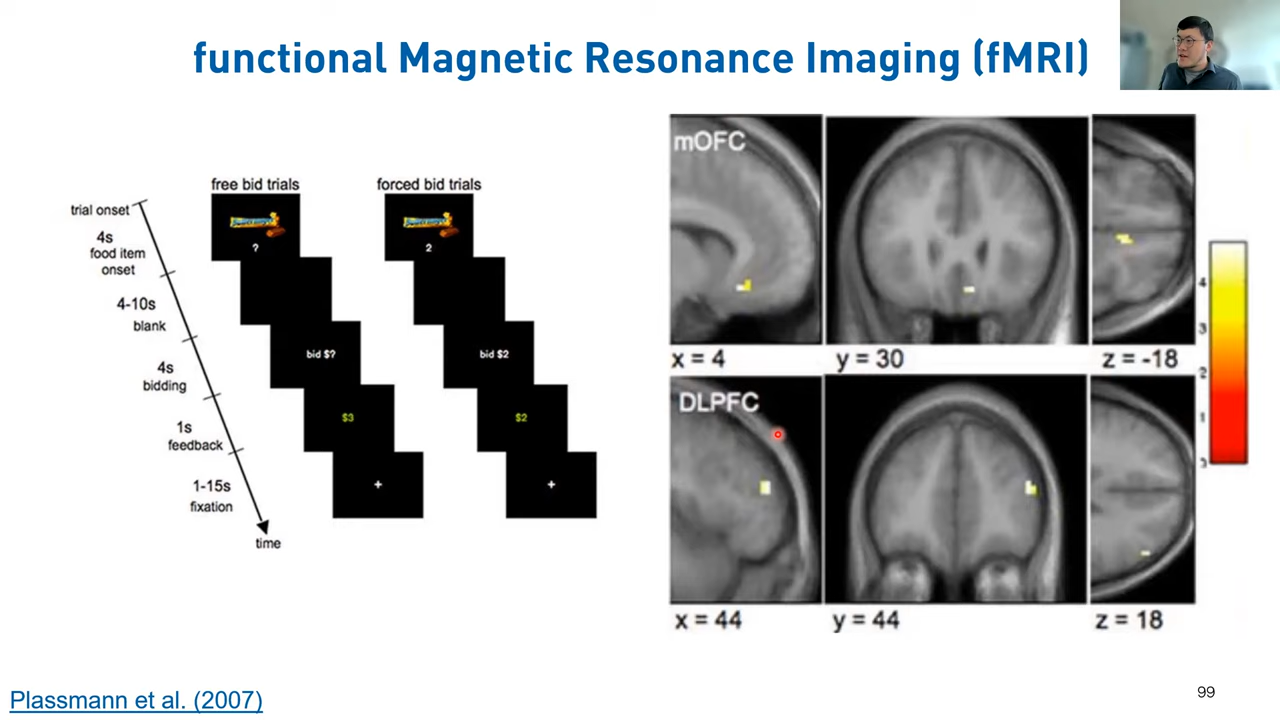 functional Magnetic Resonance Imaging (fMRI)
free bid trials
forced bid trials
trial onset
4s
food item
onset
4-10s
blank
4s
bidding
1s
feedback
1-15s
fixation
time
?
2
bid $?
bid $2
$3
$2
+
+
mOFC
x = 4
y = 30
z = -18
DLPFC
x = 44
y = 44
z = 18
4
3
2
1
Plassmann et al. (2007)
99